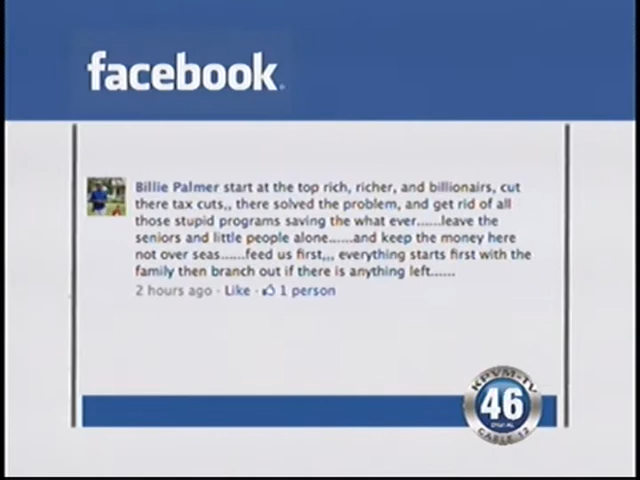 facebook
Billie Palmer start at the top rich, richer, and billionairs, cut
there tax cuts,, there solved the problem, and get rid of all
those stupid programs saving the what ever......leave the
seniors and little people alone......and keep the money here
not over seas......feed us first,,, everything starts first with the
family then branch out if there is anything left......
2 hours ago · Like · 1 person
KPVM-TV
46
DIGITAL
CABLE 12